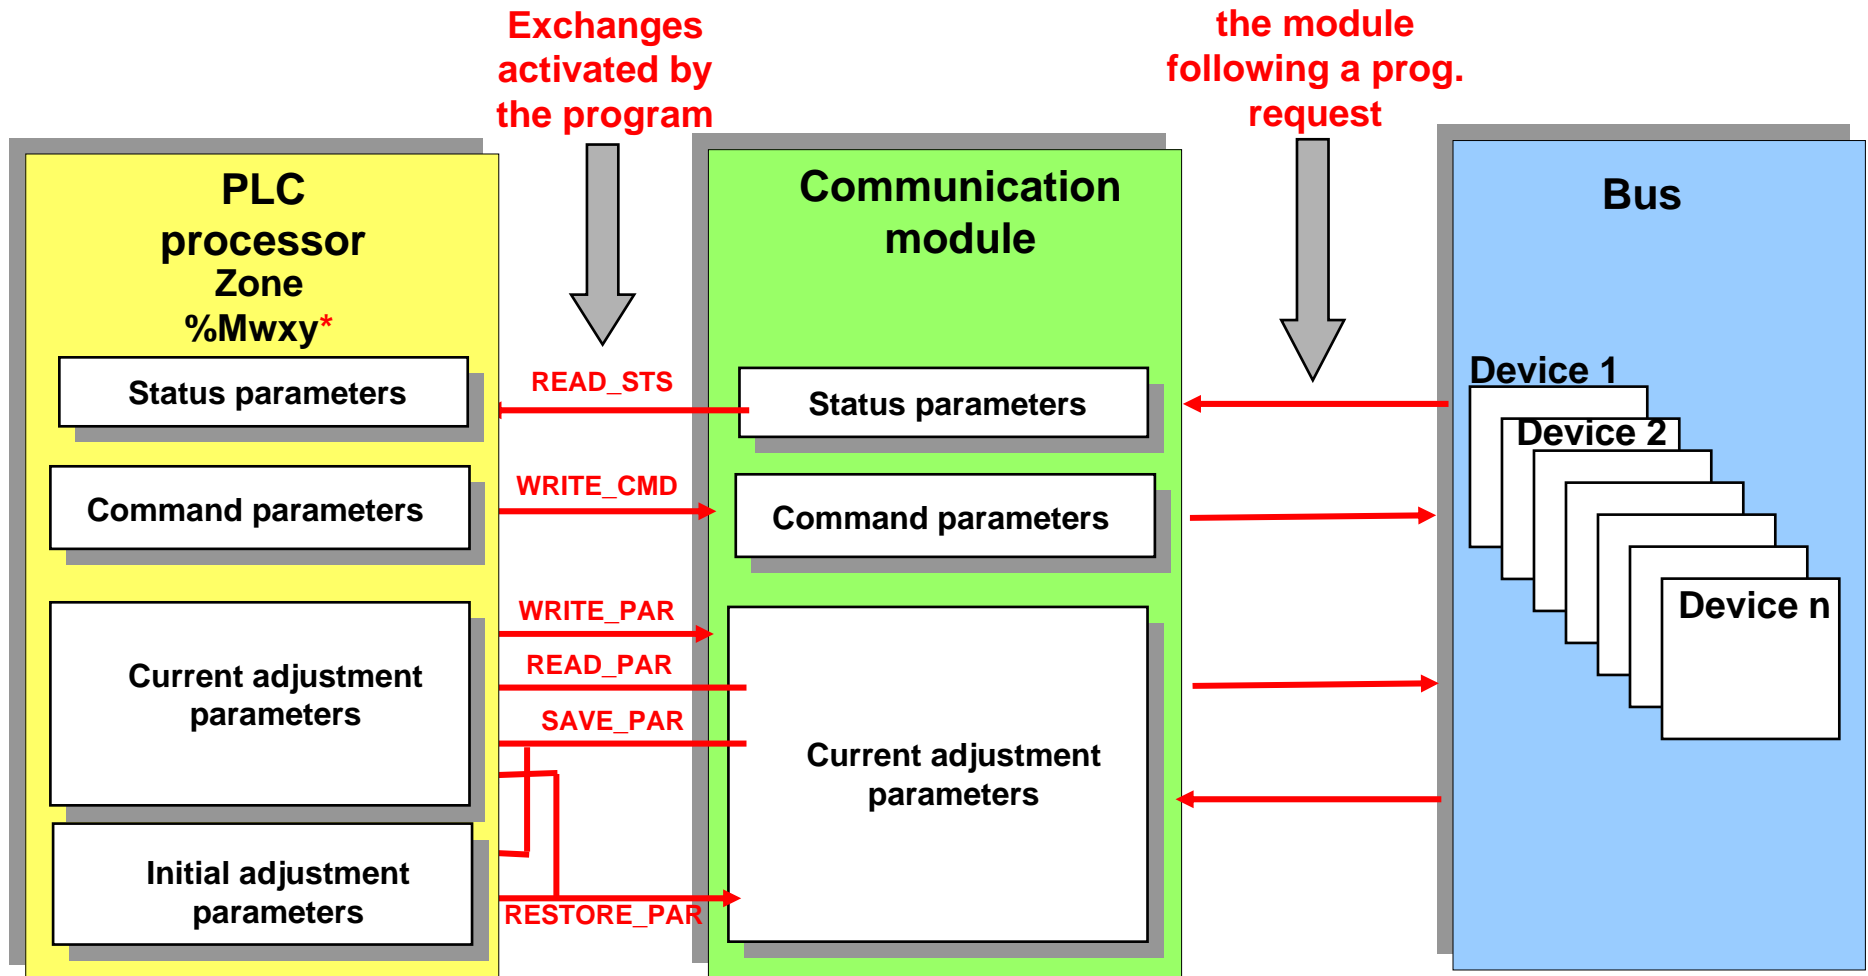 Exchanges
activated by
the program
the module
following a prog.
request
PLC
processor
Zone
%Mwxy*
Communication
module
Bus
Status parameters
READ_STS
Status parameters
Device 1
Device 2
Device n
Command parameters
WRITE_CMD
Command parameters
Current adjustment
parameters
WRITE_PAR
READ_PAR
SAVE_PAR
Current adjustment
parameters
Initial adjustment
parameters
RESTORE_PAR